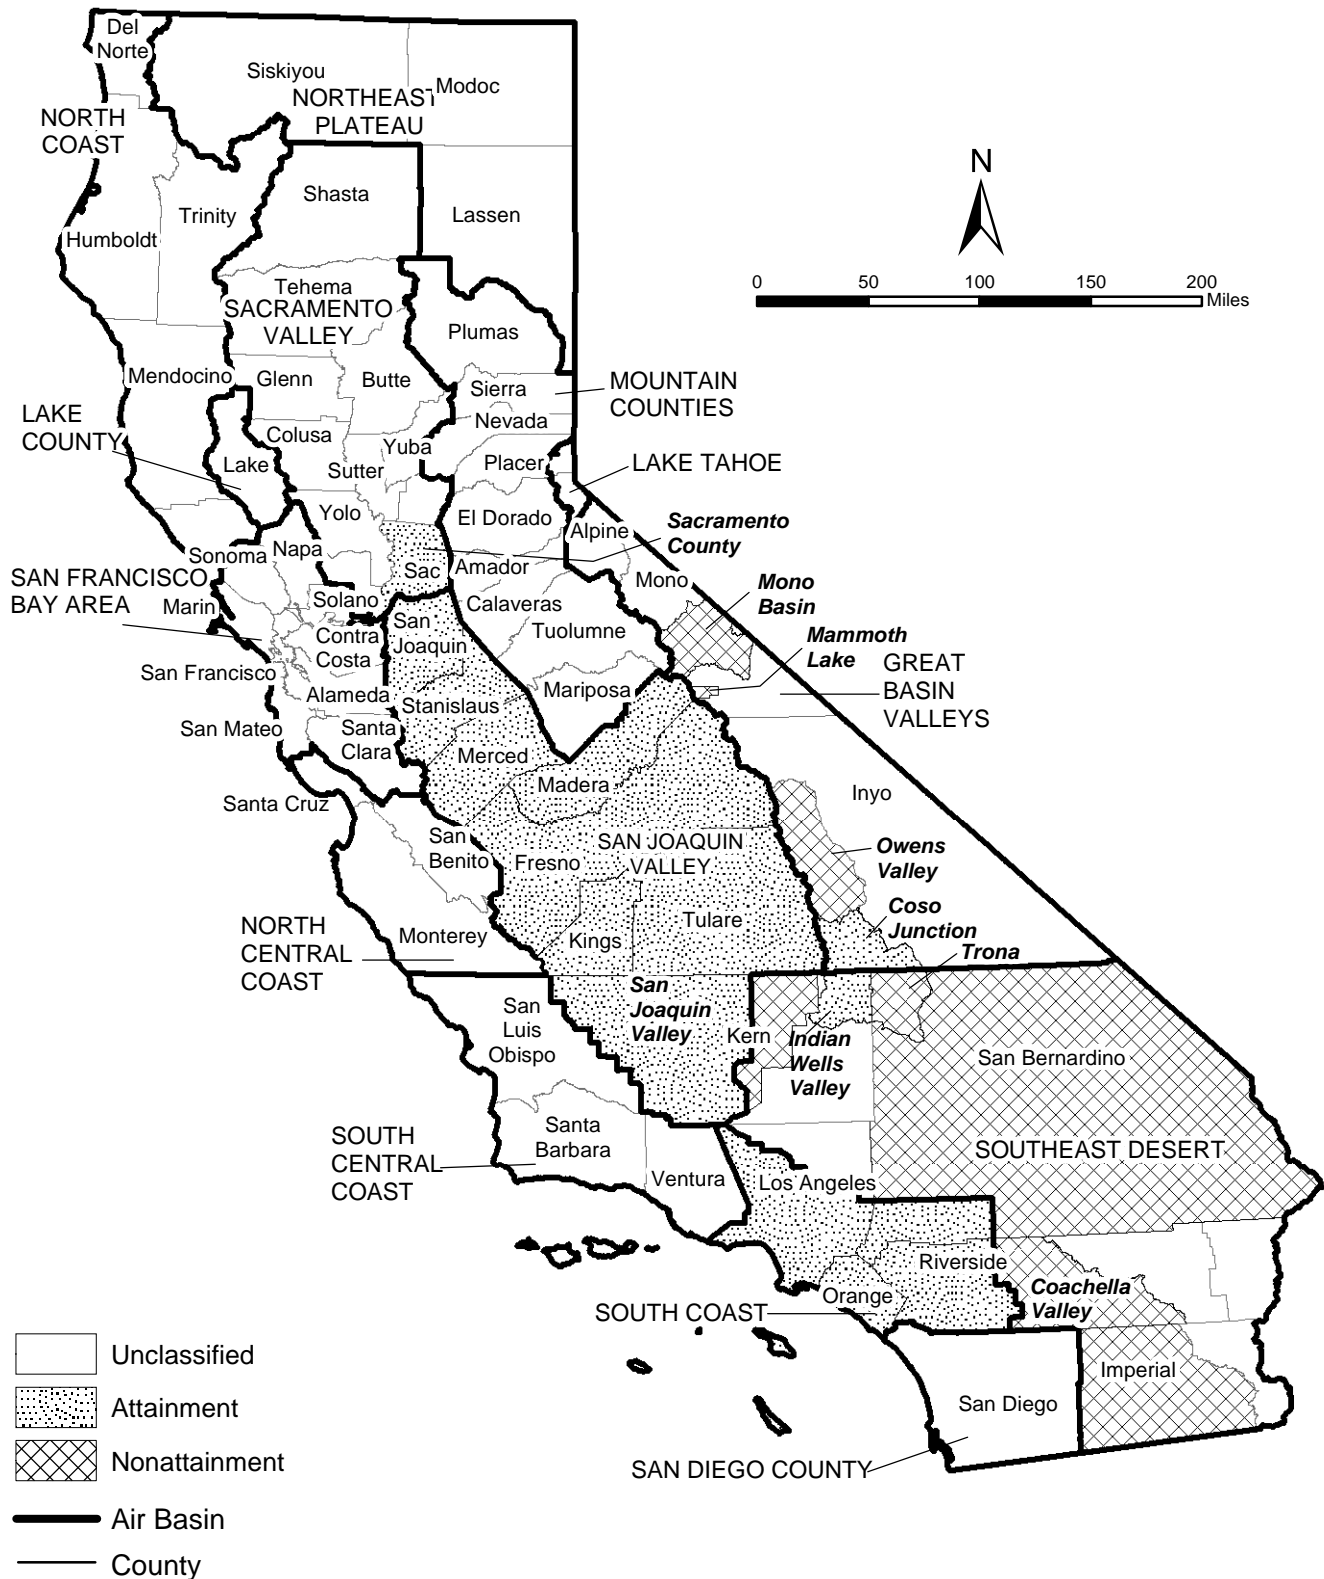 Del
Norte
Siskiyou
Modoc
NORTHEAST
PLATEAU
NORTH
COAST
Shasta
Lassen
Trinity
Humboldt
N
0 50 100 150 200
Miles
Tehema
SACRAMENTO
VALLEY
Plumas
Mendocino
Glenn
Butte
Sierra
MOUNTAIN
COUNTIES
Nevada
LAKE
COUNTY
Colusa
Yuba
Lake
Sutter
Placer
LAKE TAHOE
Yolo
El Dorado
Alpine
Sacramento
County
Sonoma
Napa
Sac
Amador
Mono
Mono
Basin
SAN FRANCISCO
BAY AREA
Marin
Solano
Calaveras
San
Joaquin
Tuolumne
Contra
Costa
Mammoth
Lake
GREAT
BASIN
VALLEYS
San Francisco
Alameda
Stanislaus
Mariposa
San Mateo
Santa
Clara
Merced
Madera
Santa Cruz
Inyo
San
Benito
Fresno
SAN JOAQUIN
VALLEY
Owens
Valley
Tulare
Coso
Junction
NORTH
CENTRAL
COAST
Monterey
Kings
Trona
San
Luis
Obispo
San
Joaquin
Valley
Kern
Indian
Wells
Valley
San Bernardino
SOUTH
CENTRAL
COAST
Santa
Barbara
Ventura
Los Angeles
SOUTHEAST DESERT
Riverside
Orange
Coachella
Valley
SOUTH COAST
Imperial
San Diego
SAN DIEGO COUNTY
Unclassified
Attainment
Nonattainment
Air Basin
County